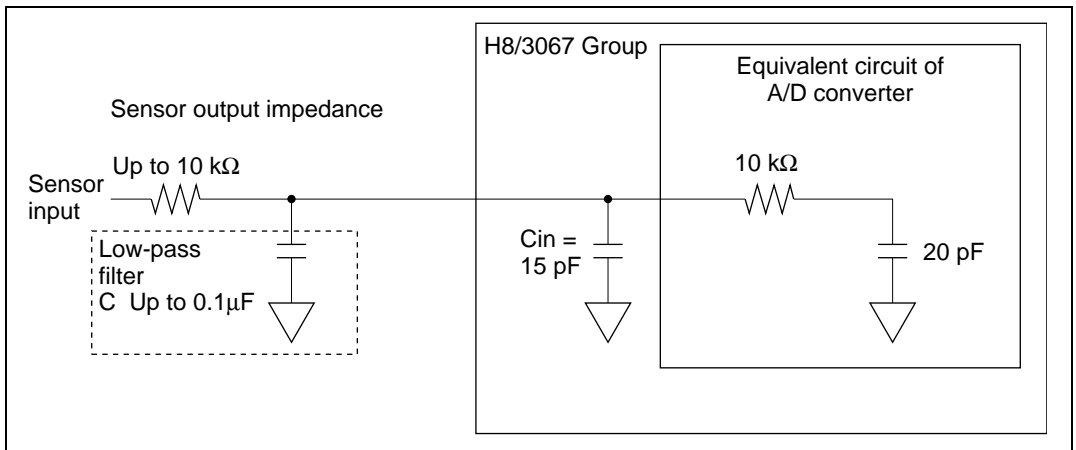 H8/3067 Group
Equivalent circuit of
A/D converter
Sensor output impedance
Up to 10 kΩ
10 kΩ
Sensor
input
Low-pass
filter
C  Up to 0.1μF
Cin =
15 pF
20 pF